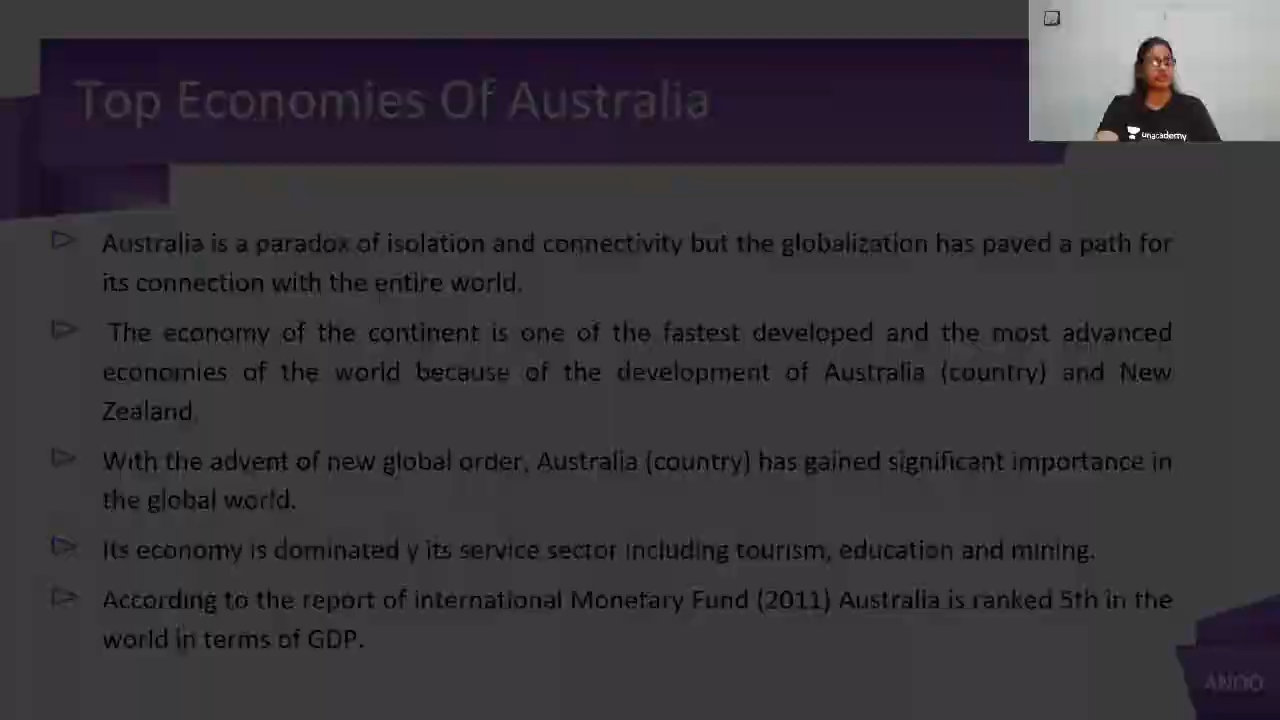 Top Economies Of Australia
unacademy
Australia is a paradox of isolation and connectivity but the globalization has paved a path for
its connection with the entire world.
The economy of the continent is one of the fastest developed and the most advanced
economies of the world because of the development of Australia (country) and New
Zealand.
With the advent of new global order, Australia (country) has gained significant importance in
the global world.
Its economy is dominated y its service sector including tourism, education and mining.
According to the report of International Monetary Fund (2011) Australia is ranked 5th in the
world in terms of GDP.